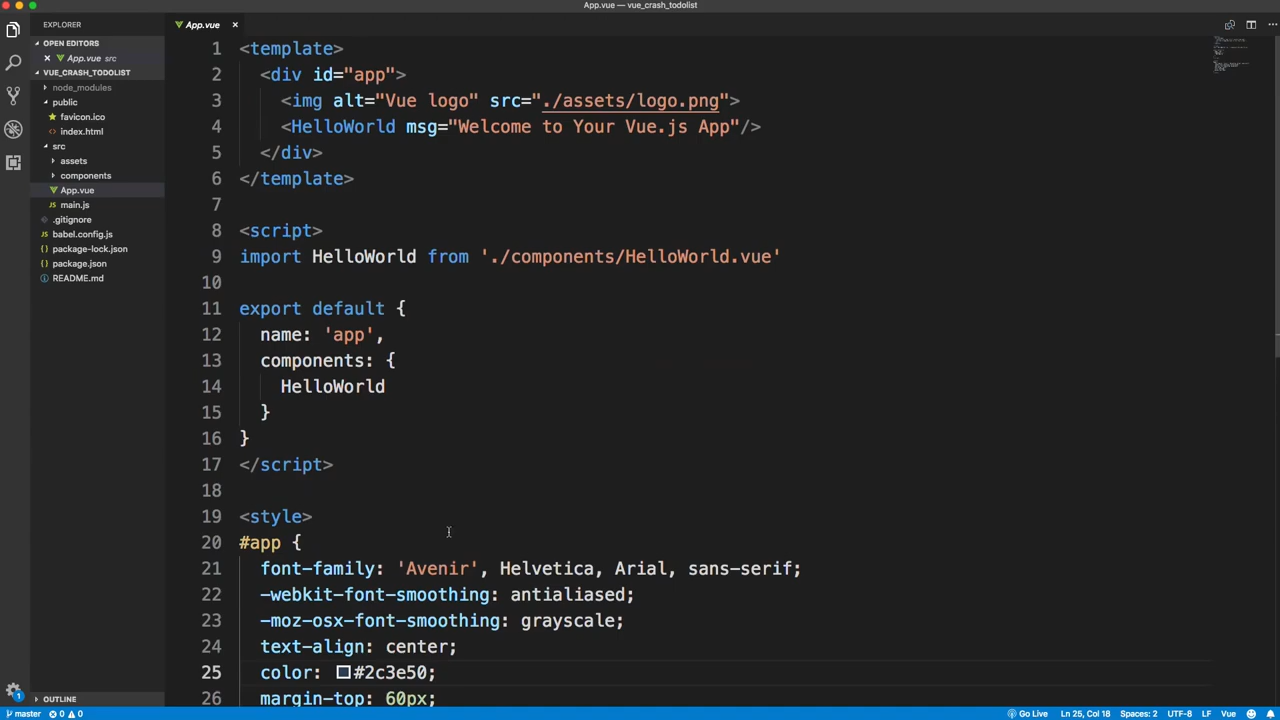 App.vue — vue_crash_todolist
EXPLORER
OPEN EDITORS
App.vue src
VUE_CRASH_TODOLIST
node_modules
public
favicon.ico
index.html
src
assets
components
App.vue
main.js
.gitignore
babel.config.js
package-lock.json
package.json
README.md
OUTLINE
App.vue
1 <template>
2 <div id="app">
3 <img alt="Vue logo" src="./assets/logo.png">
4 <HelloWorld msg="Welcome to Your Vue.js App"/>
5 </div>
6 </template>
7
8 <script>
9 import HelloWorld from './components/HelloWorld.vue'
10
11 export default {
12 name: 'app',
13 components: {
14 HelloWorld
15 }
16 }
17 </script>
18
19 <style>
20 #app {
21 font-family: 'Avenir', Helvetica, Arial, sans-serif;
22 -webkit-font-smoothing: antialiased;
23 -moz-osx-font-smoothing: grayscale;
24 text-align: center;
25 color: #2c3e50;
26 margin-top: 60px;
1
master 0 0 Go Live Ln 25, Col 18 Spaces: 2 UTF-8 LF Vue